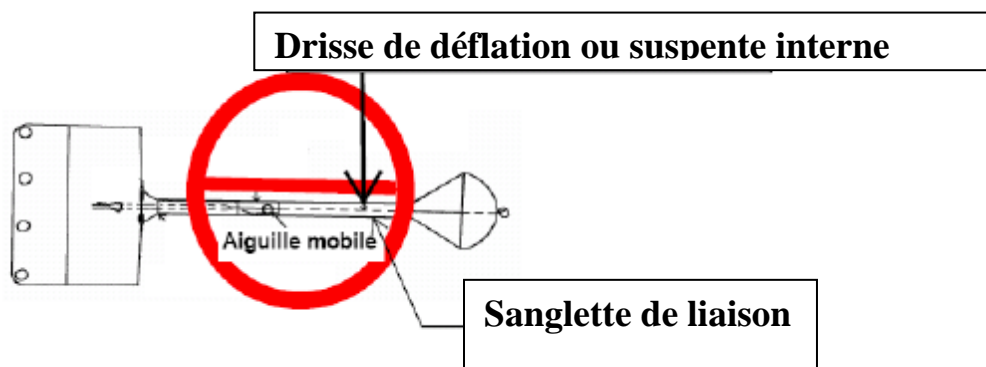 Drisse de déflation ou suspente interne
Aiguille mobile
Sanglette de liaison